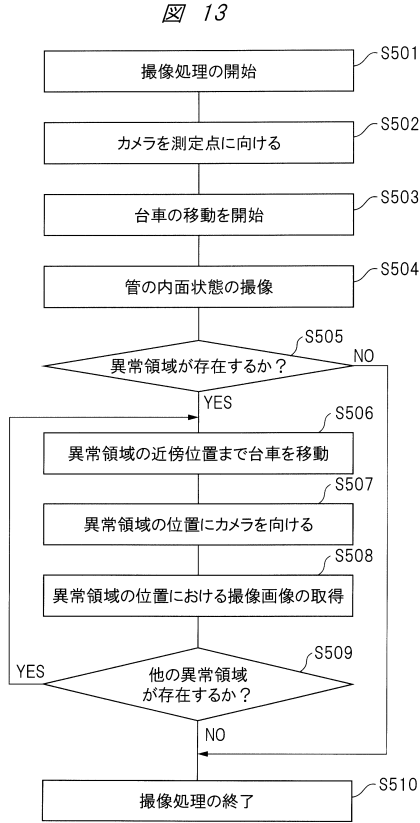 図 13
S501
撮像処理の開始
S502
カメラを測定点に向ける
S503
台車の移動を開始
S504
管の内面状態の撮像
S505
異常領域が存在するか？
NO
YES
S506
異常領域の近傍位置まで台車を移動
S507
異常領域の位置にカメラを向ける
S508
異常領域の位置における撮像画像の取得
S509
YES
他の異常領域
が存在するか？
NO
S510
撮像処理の終了